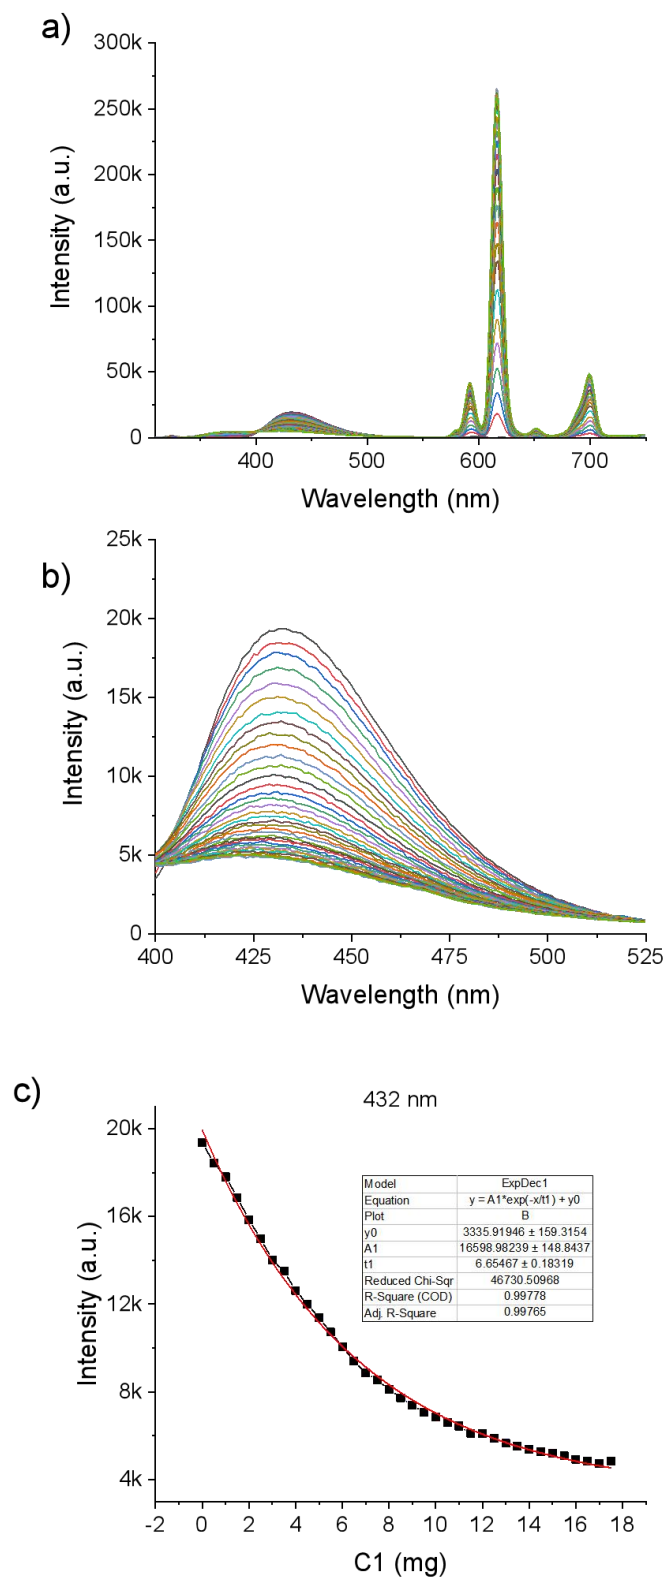 a)
300k
250k
200k
150k
100k
50k
0
Intensity (a.u.)
400 500 600 700
Wavelength (nm)
b)
25k
20k
15k
10k
5k
0
Intensity (a.u.)
400 425 450 475 500 525
Wavelength (nm)
c)
432 nm
20k
16k
12k
8k
4k
Intensity (a.u.)
Model ExpDec1
Equation y = A1*exp(-x/t1) + y0
Plot B
y0 3335.91946 ± 159.3154
A1 16598.98239 ± 148.8437
t1 6.65467 ± 0.18319
Reduced Chi-Sqr 46730.50968
R-Square (COD) 0.99778
Adj. R-Square 0.99765
-2 0 2 4 6 8 10 12 14 16 18
C1 (mg)